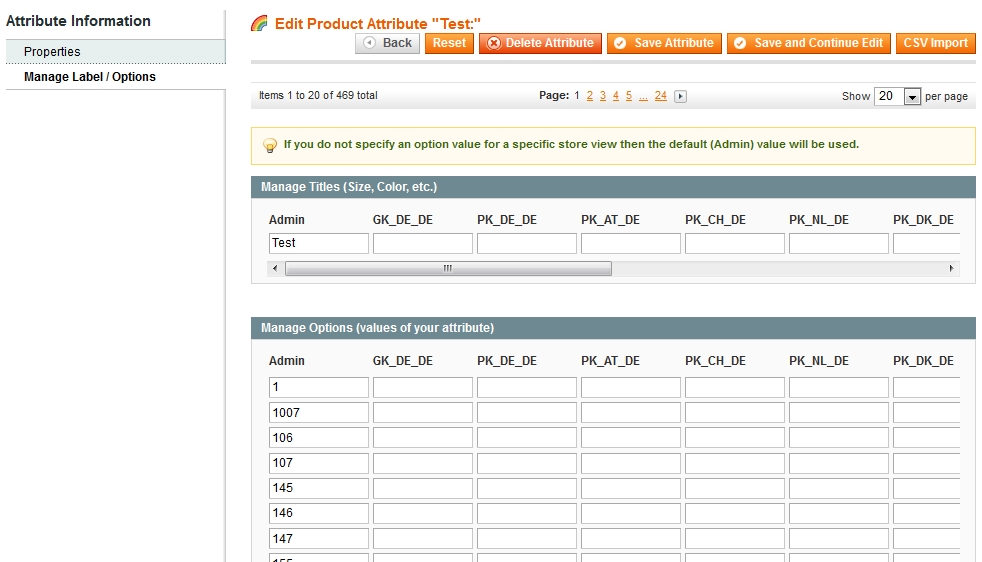 Attribute Information
Properties
Manage Label / Options
Edit Product Attribute "Test:"
Back Reset Delete Attribute Save Attribute Save and Continue Edit CSV Import
Items 1 to 20 of 469 total Page: 1 2 3 4 5 ... 24 Show 20 per page
If you do not specify an option value for a specific store view then the default (Admin) value will be used.
Manage Titles (Size, Color, etc.)
Admin GK_DE_DE PK_DE_DE PK_AT_DE PK_CH_DE PK_NL_DE PK_DK_DE
Test
Manage Options (values of your attribute)
Admin GK_DE_DE PK_DE_DE PK_AT_DE PK_CH_DE PK_NL_DE PK_DK_DE
1
1007
106
107
145
146
147